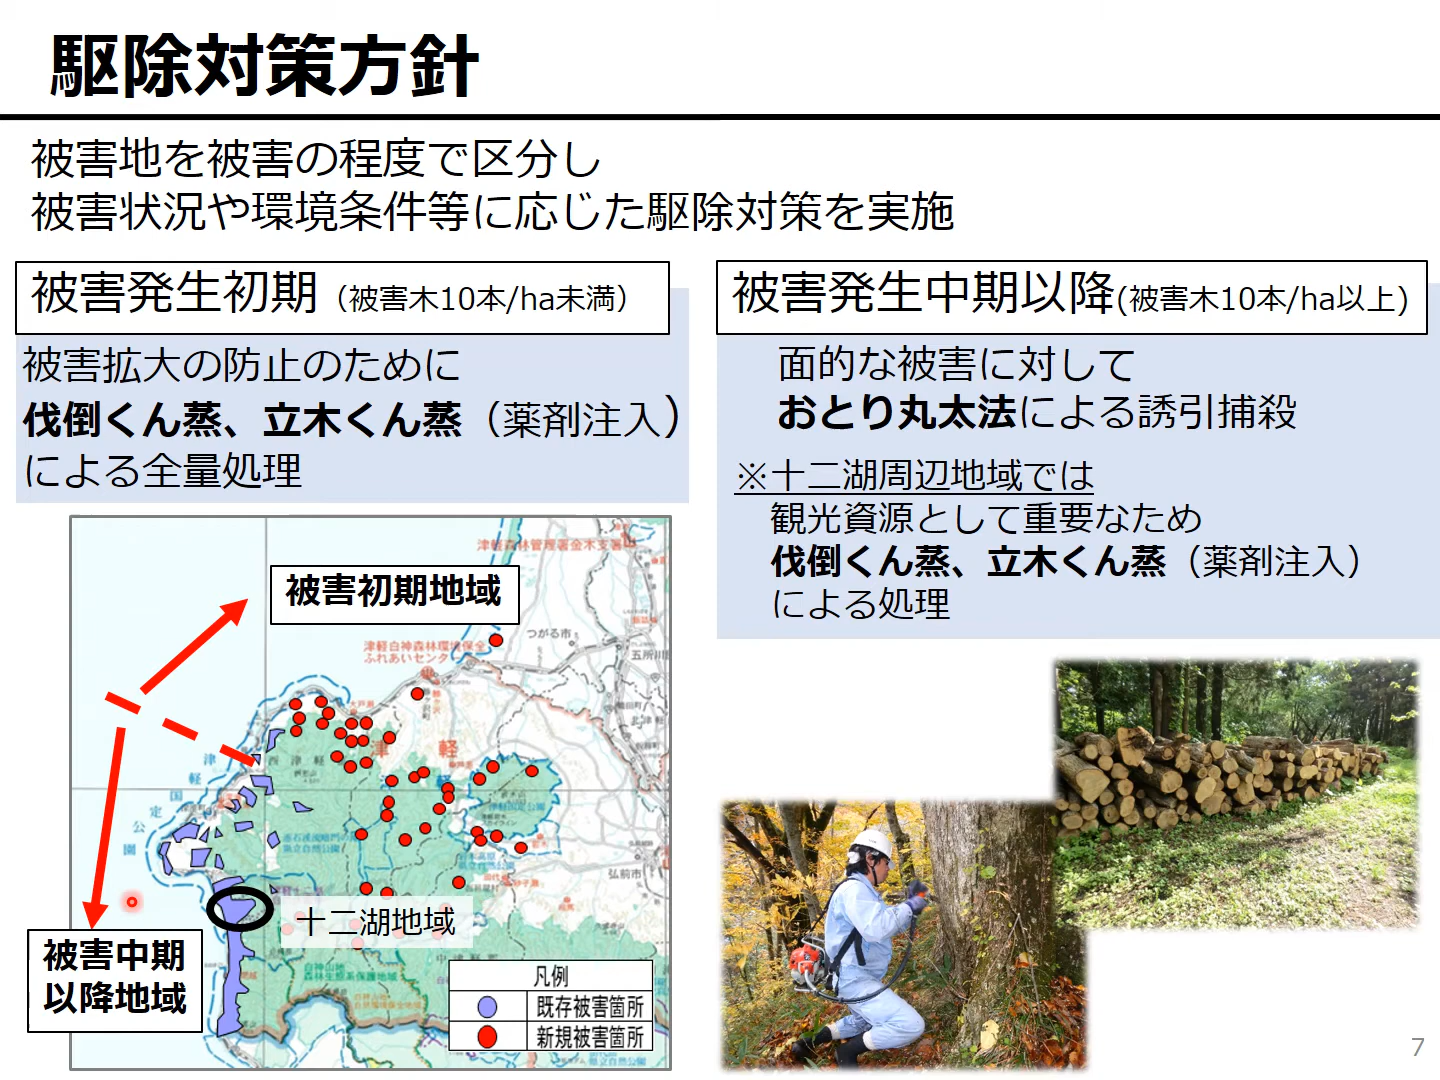 駆除対策方針
被害地を被害の程度で区分し
被害状況や環境条件等に応じた駆除対策を実施
被害発生初期（被害木10本/ha未満）
被害拡大の防止のために
伐倒くん蒸、立木くん蒸（薬剤注入）
による全量処理
被害発生中期以降(被害木10本/ha以上)
面的な被害に対して
おとり丸太法による誘引捕殺
※十二湖周辺地域では
観光資源として重要なため
伐倒くん蒸、立木くん蒸（薬剤注入）
による処理
津軽森林管理署金木支署
被害初期地域
つがる市
津軽白神森林環境保全
ふれあいセンター
五所川
津軽
津軽国定公園
弘前市
十二湖地域
被害中期
以降地域
白神山地
森林生態系保護地域
凡例
既存被害箇所
新規被害箇所
7